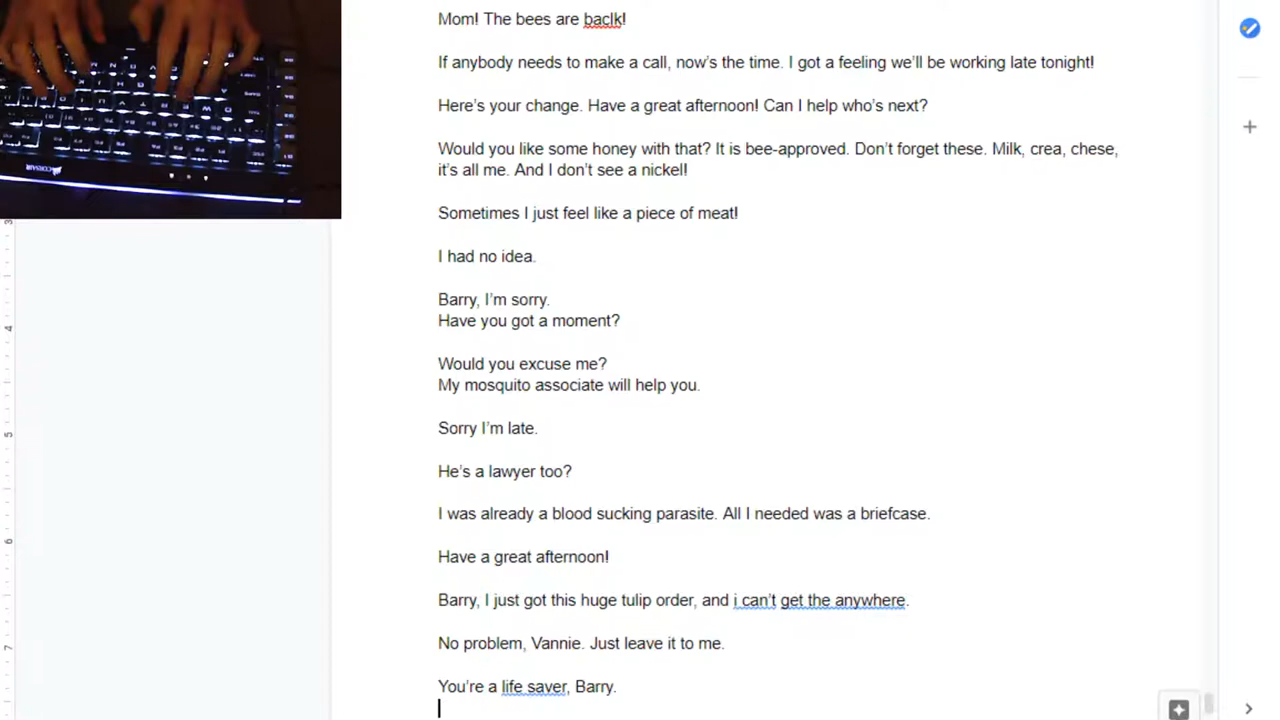 Mom! The bees are baclk!
If anybody needs to make a call, now's the time. I got a feeling we'll be working late tonight!
Here's your change. Have a great afternoon! Can I help who's next?
Would you like some honey with that? It is bee-approved. Don't forget these. Milk, crea, chese,
it's all me. And I don't see a nickel!
Sometimes I just feel like a piece of meat!
I had no idea.
Barry, I'm sorry.
Have you got a moment?
Would you excuse me?
My mosquito associate will help you.
Sorry I'm late.
He's a lawyer too?
I was already a blood sucking parasite. All I needed was a briefcase.
Have a great afternoon!
Barry, I just got this huge tulip order, and i can't get the anywhere.
No problem, Vannie. Just leave it to me.
You're a life saver, Barry.
CORSAIR
3
4
5
6
7